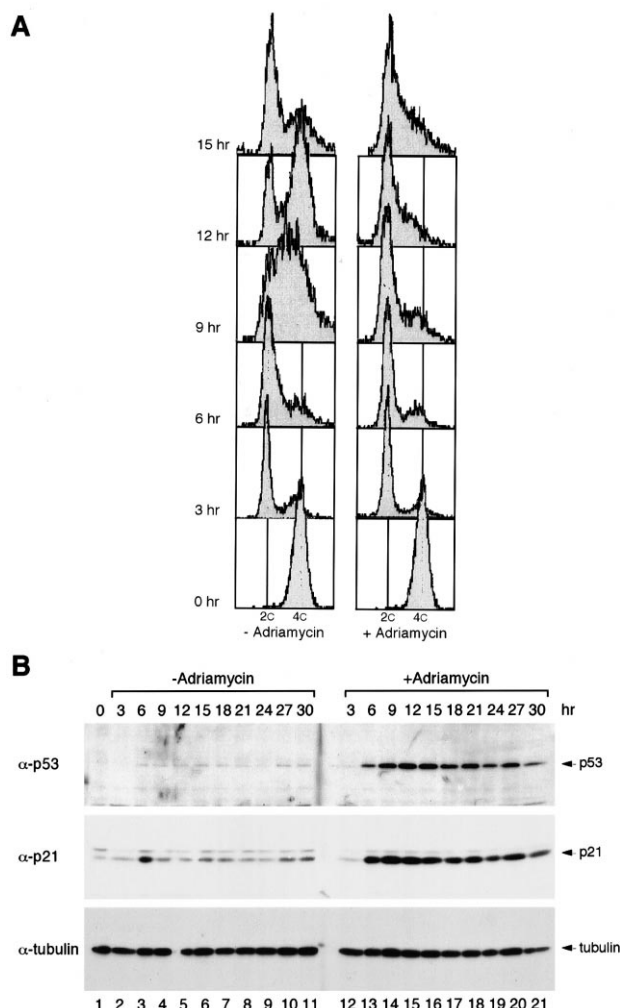 A
15 hr
12 hr
9 hr
6 hr
3 hr
0 hr
2C 4C 2C 4C
- Adriamycin + Adriamycin
B
-Adriamycin +Adriamycin
0 3 6 9 12 15 18 21 24 27 30 3 6 9 12 15 18 21 24 27 30 hr
α-p53 p53
α-p21 p21
α-tubulin tubulin
1 2 3 4 5 6 7 8 9 10 11 12 13 14 15 16 17 18 19 20 21